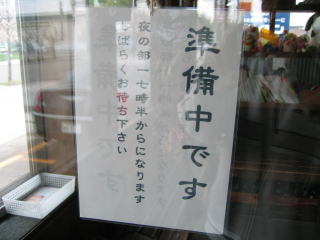 準備中です
夜の部一七時半からになります
しばらくお待ち下さい